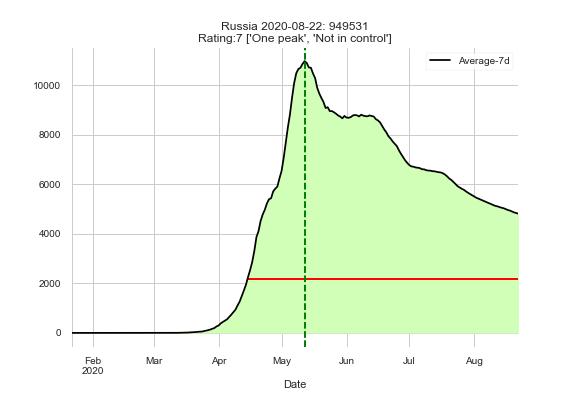 Russia 2020-08-22: 949531
Rating:7 ['One peak', 'Not in control']
Average-7d
10000
8000
6000
4000
2000
0
Feb Mar Apr May Jun Jul Aug
2020
Date